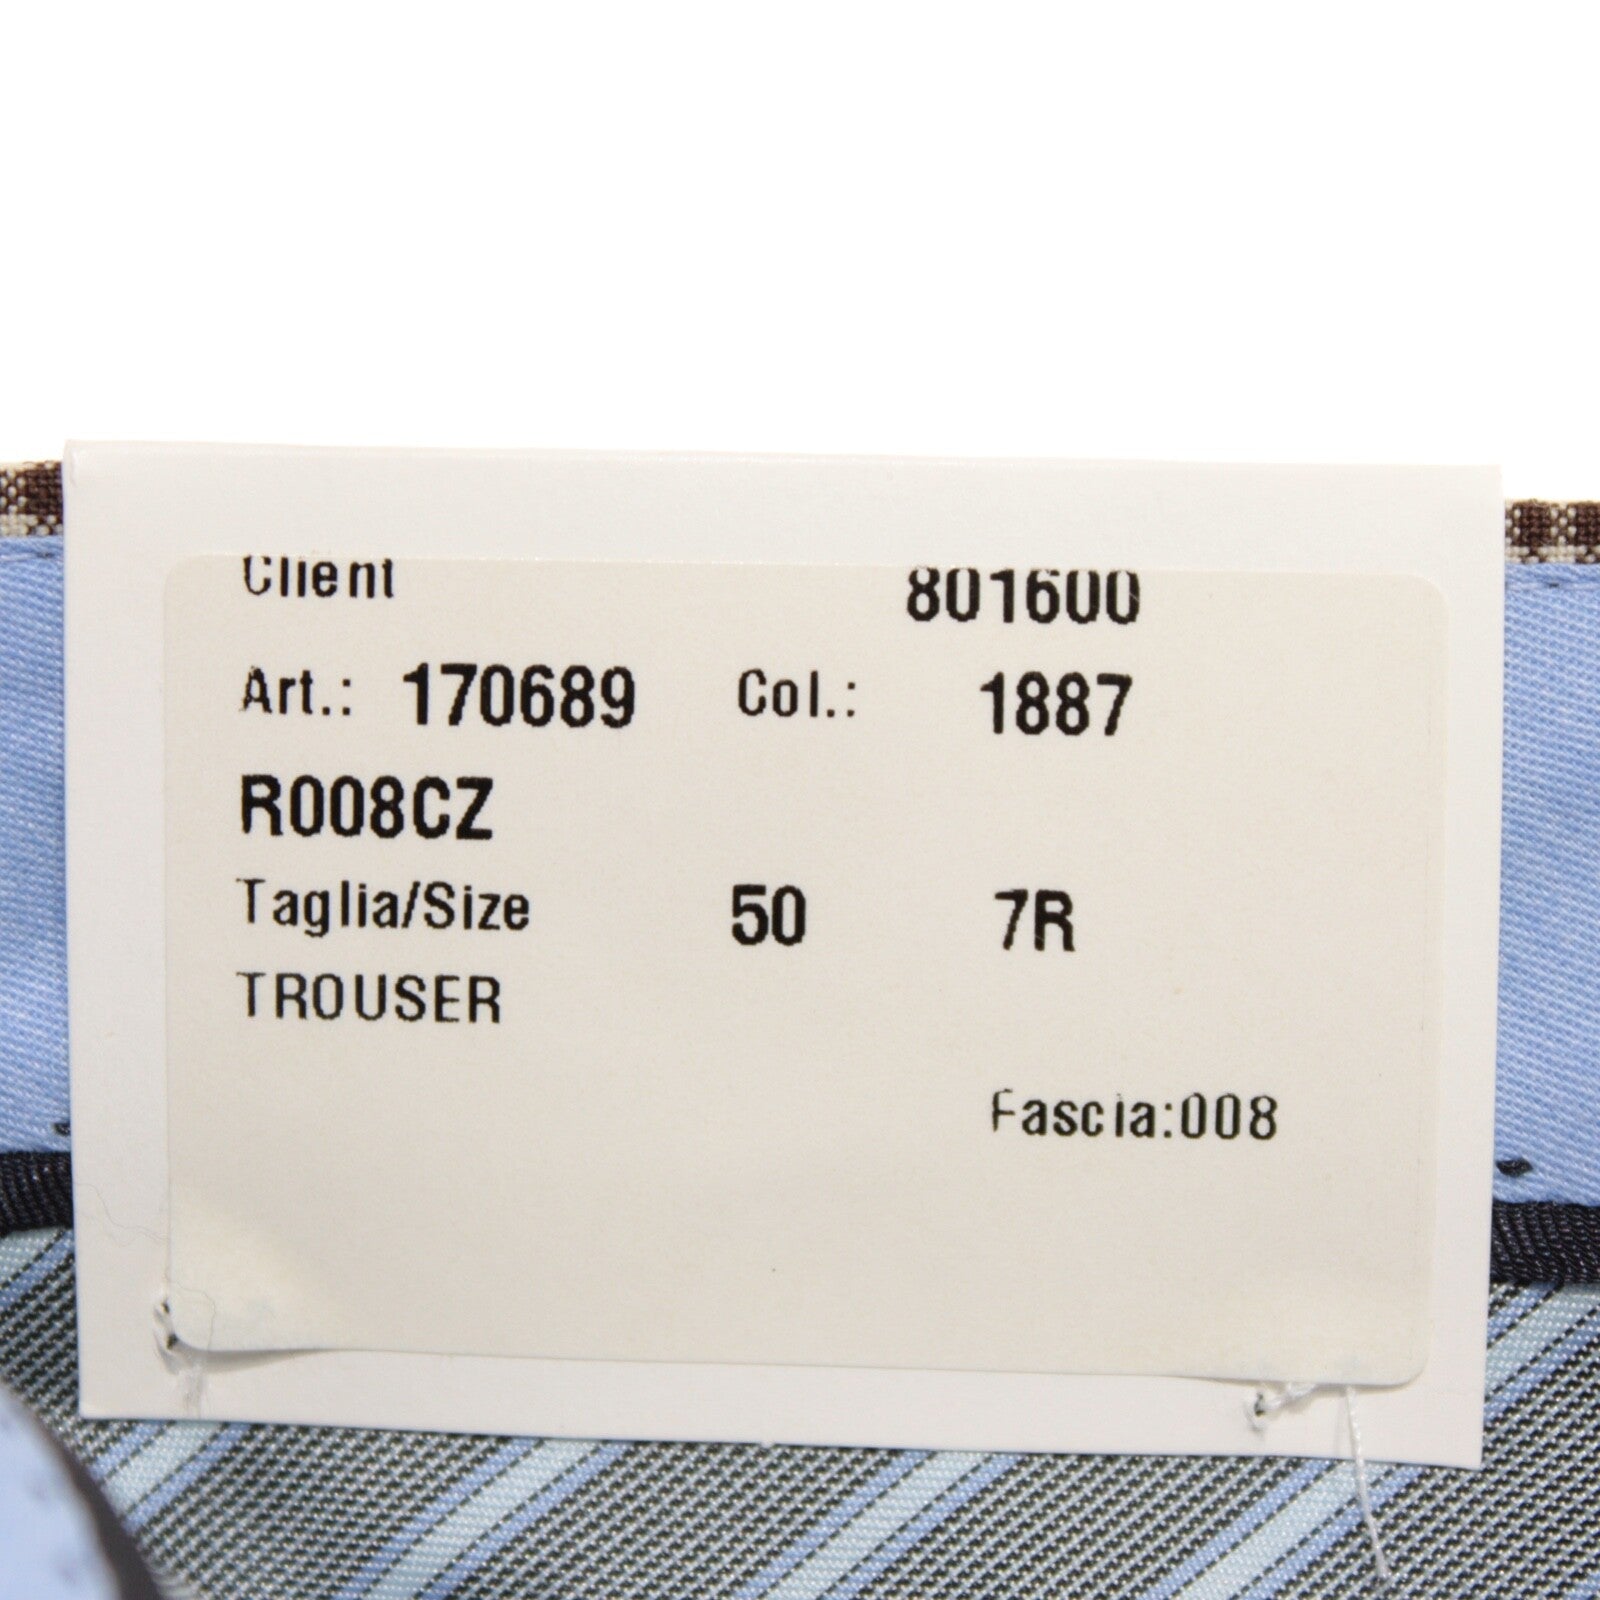 Client 801600
Art.: 170689 Col.: 1887
R008CZ
Taglia/Size 50 7R
TROUSER
Fascia:008